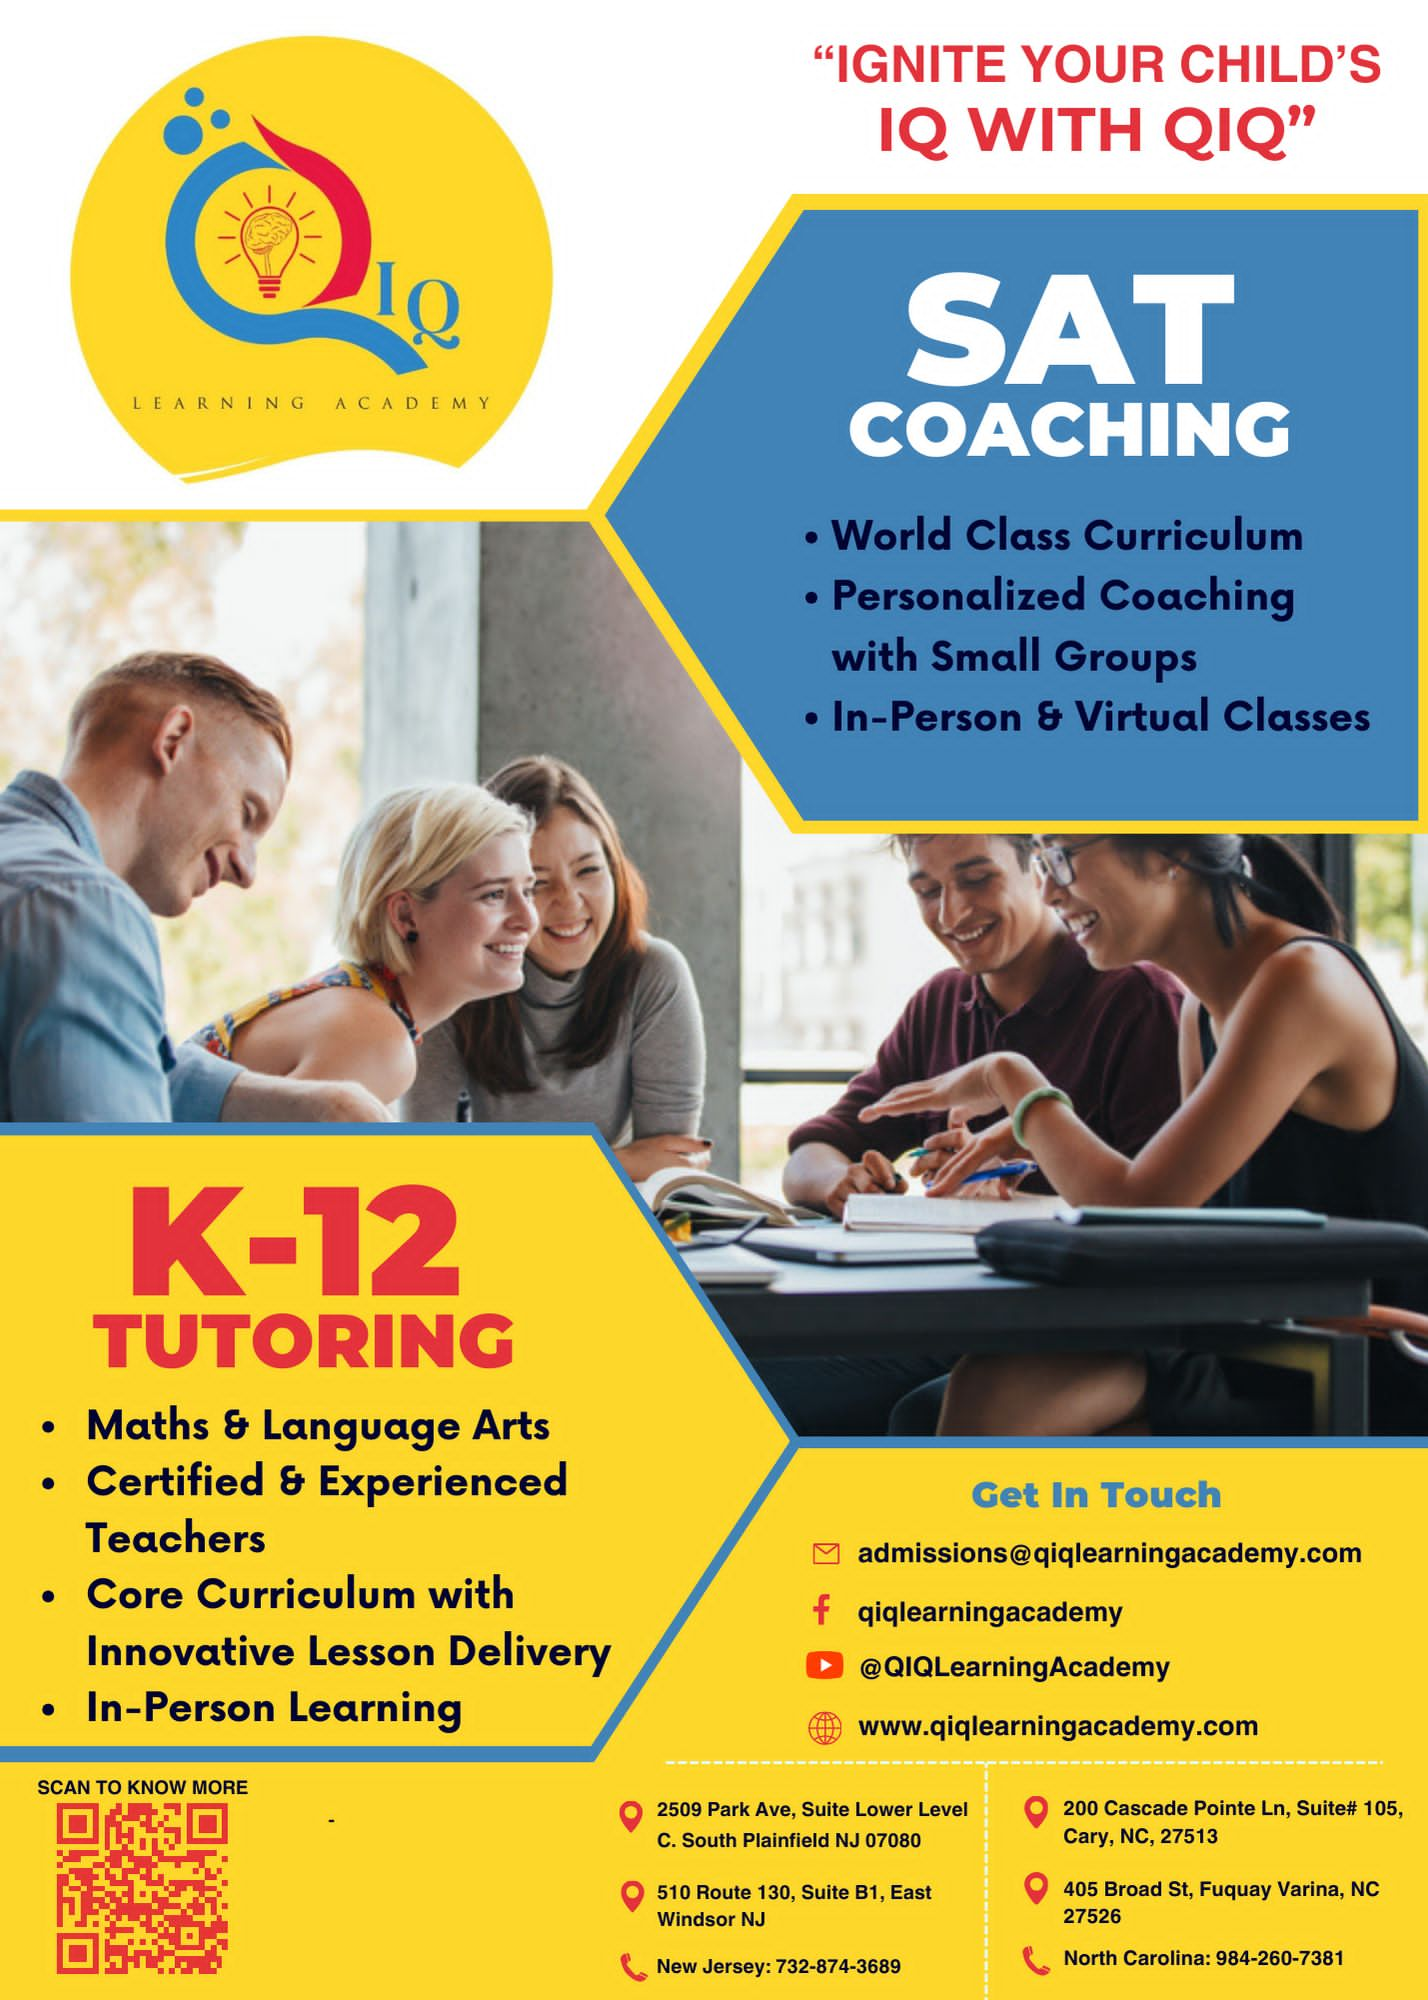 “IGNITE YOUR CHILD’S
IQ WITH QIQ”
IQ
LEARNING ACADEMY
SAT
COACHING
• World Class Curriculum
• Personalized Coaching
with Small Groups
• In-Person & Virtual Classes
K-12
TUTORING
• Maths & Language Arts
• Certified & Experienced
Teachers
• Core Curriculum with
Innovative Lesson Delivery
• In-Person Learning
Get In Touch
admissions@qiqlearningacademy.com
qiqlearningacademy
@QIQLearningAcademy
www.qiqlearningacademy.com
SCAN TO KNOW MORE
-
2509 Park Ave, Suite Lower Level
C. South Plainfield NJ 07080
510 Route 130, Suite B1, East
Windsor NJ
New Jersey: 732-874-3689
200 Cascade Pointe Ln, Suite# 105,
Cary, NC, 27513
405 Broad St, Fuquay Varina, NC
27526
North Carolina: 984-260-7381